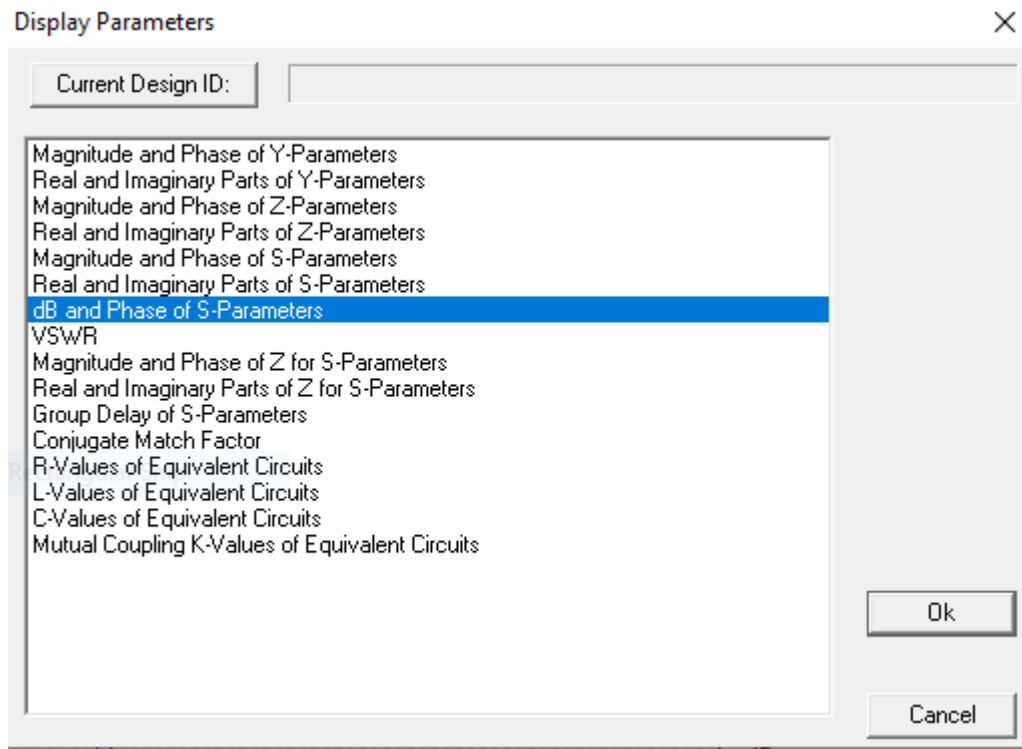 Display Parameters
Current Design ID:
Magnitude and Phase of Y-Parameters
Real and Imaginary Parts of Y-Parameters
Magnitude and Phase of Z-Parameters
Real and Imaginary Parts of Z-Parameters
Magnitude and Phase of S-Parameters
Real and Imaginary Parts of S-Parameters
dB and Phase of S-Parameters
VSWR
Magnitude and Phase of Z for S-Parameters
Real and Imaginary Parts of Z for S-Parameters
Group Delay of S-Parameters
Conjugate Match Factor
R-Values of Equivalent Circuits
L-Values of Equivalent Circuits
C-Values of Equivalent Circuits
Mutual Coupling K-Values of Equivalent Circuits
Ok
Cancel